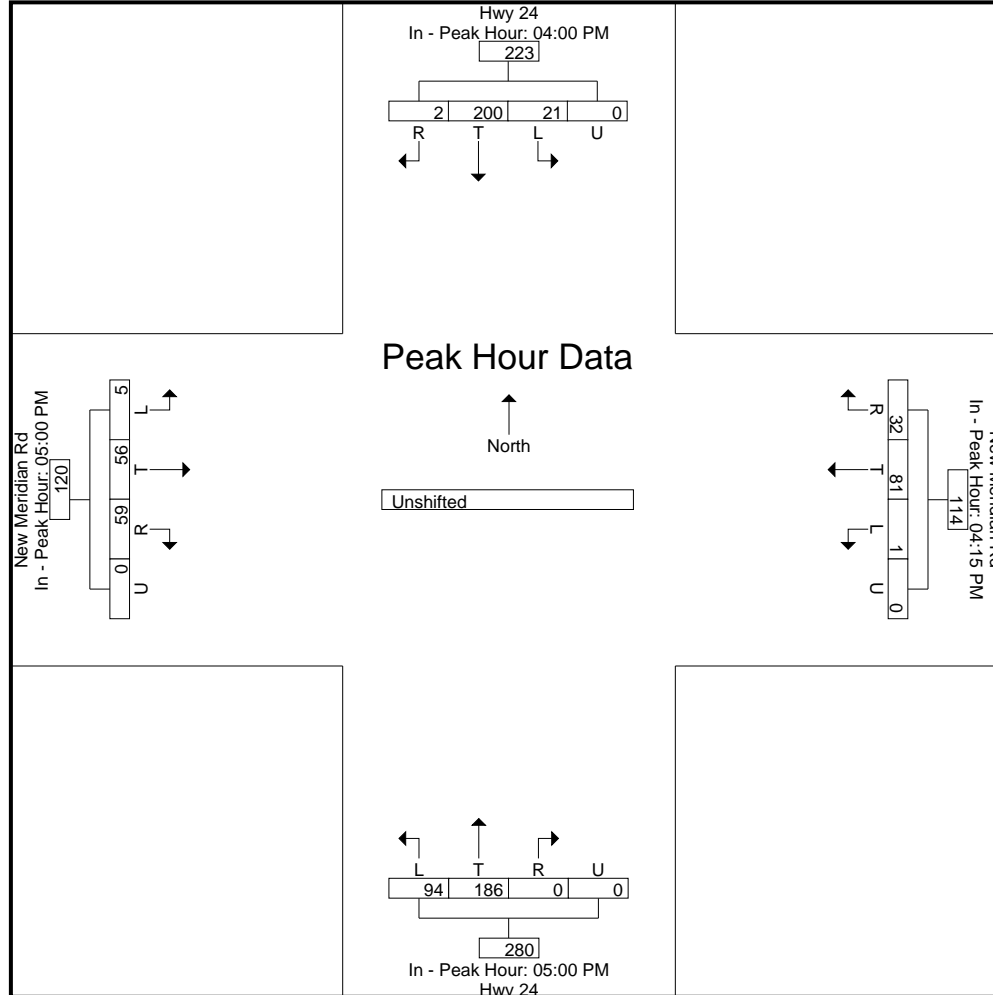 Hwy 24
In - Peak Hour: 04:00 PM
223
2 200 21 0
R T L U
Peak Hour Data
North
Unshifted
New Meridian Rd
In - Peak Hour: 05:00 PM
120
5 56 59 0
L T R U
In - Peak Hour: 04:15 PM
114
32 81 1 0
R T L U
L T R U
94 186 0 0
280
In - Peak Hour: 05:00 PM
Hwy 24